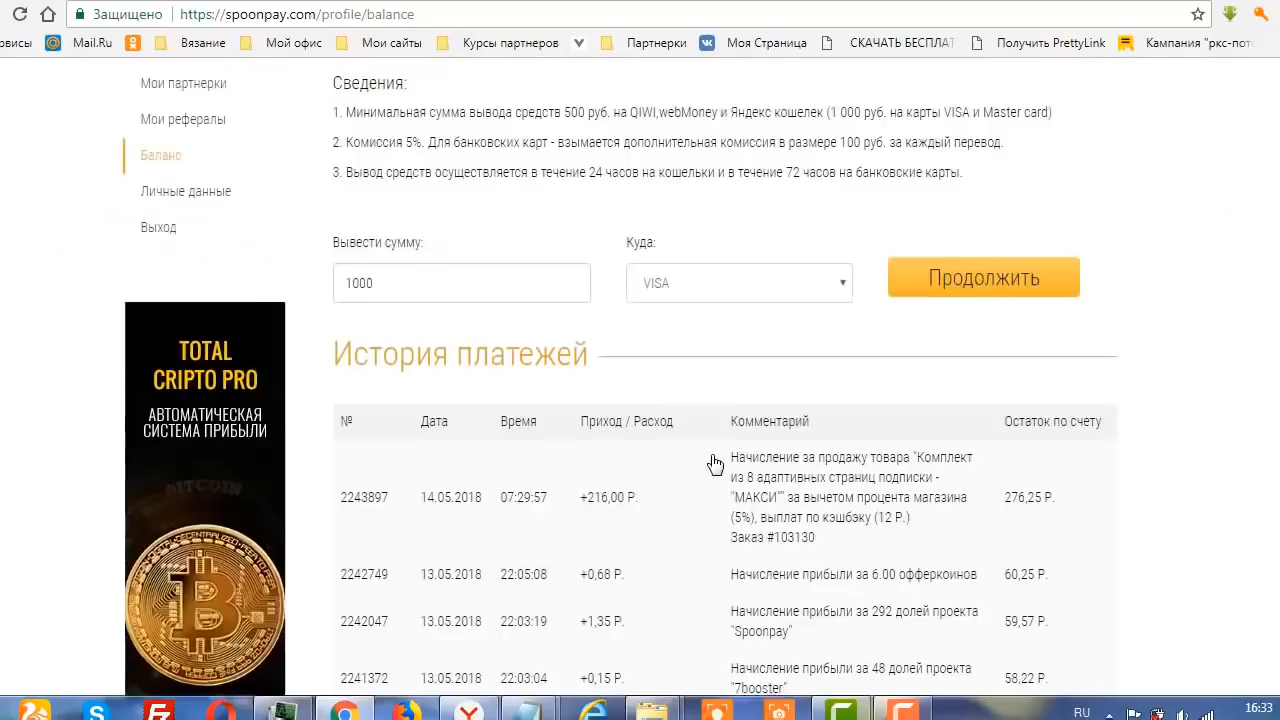 Защищено https://spoonpay.com/profile/balance
рвисы Mail.Ru Вязание Мой офис Мои сайты Курсы партнеров Партнерки Моя Страница СКАЧАТЬ БЕСПЛАТ Получить PrettyLink Кампания "ркс-пот
Мои партнерки
Мои рефералы
Баланс
Личные данные
Выход
Сведения:
1. Минимальная сумма вывода средств 500 руб. на QIWI,webMoney и Яндекс кошелек (1 000 руб. на карты VISA и Master card)
2. Комиссия 5%. Для банковских карт - взымается дополнительная комиссия в размере 100 руб. за каждый перевод.
3. Вывод средств осуществляется в течение 24 часов на кошельки и в течение 72 часов на банковские карты.
Вывести сумму: Куда:
1000 VISA Продолжить
TOTAL
CRIPTO PRO
АВТОМАТИЧЕСКАЯ
СИСТЕМА ПРИБЫЛИ
BITCOIN
История платежей
№ Дата Время Приход / Расход Комментарий Остаток по счету
Начисление за продажу товара "Комплект
из 8 адаптивных страниц подписки -
2243897 14.05.2018 07:29:57 +216,00 Р. "МАКСИ"" за вычетом процента магазина 276,25 Р.
(5%), выплат по кэшбэку (12 Р.)
Заказ #103130
2242749 13.05.2018 22:05:08 +0,68 Р. Начисление прибыли за 6.00 офферкоинов 60,25 Р.
Начисление прибыли за 292 долей проекта
2242047 13.05.2018 22:03:19 +1,35 Р. "Spoonpay" 59,57 Р.
Начисление прибыли за 48 долей проекта
2241372 13.05.2018 22:03:04 +0,15 Р. "7booster" 58,22 Р.
RU 16:33